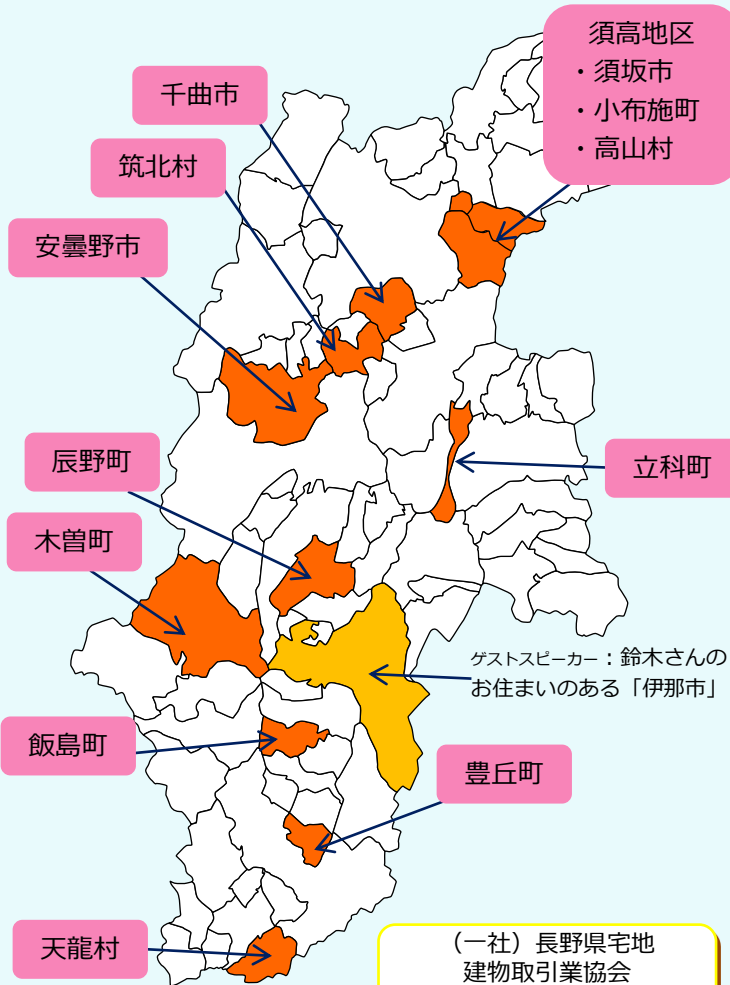 須高地区
・須坂市
・小布施町
・高山村
千曲市
筑北村
安曇野市
辰野町
立科町
木曽町
ゲストスピーカー：鈴木さんの
お住まいのある「伊那市」
飯島町
豊丘町
天龍村
（一社）長野県宅地
建物取引業協会